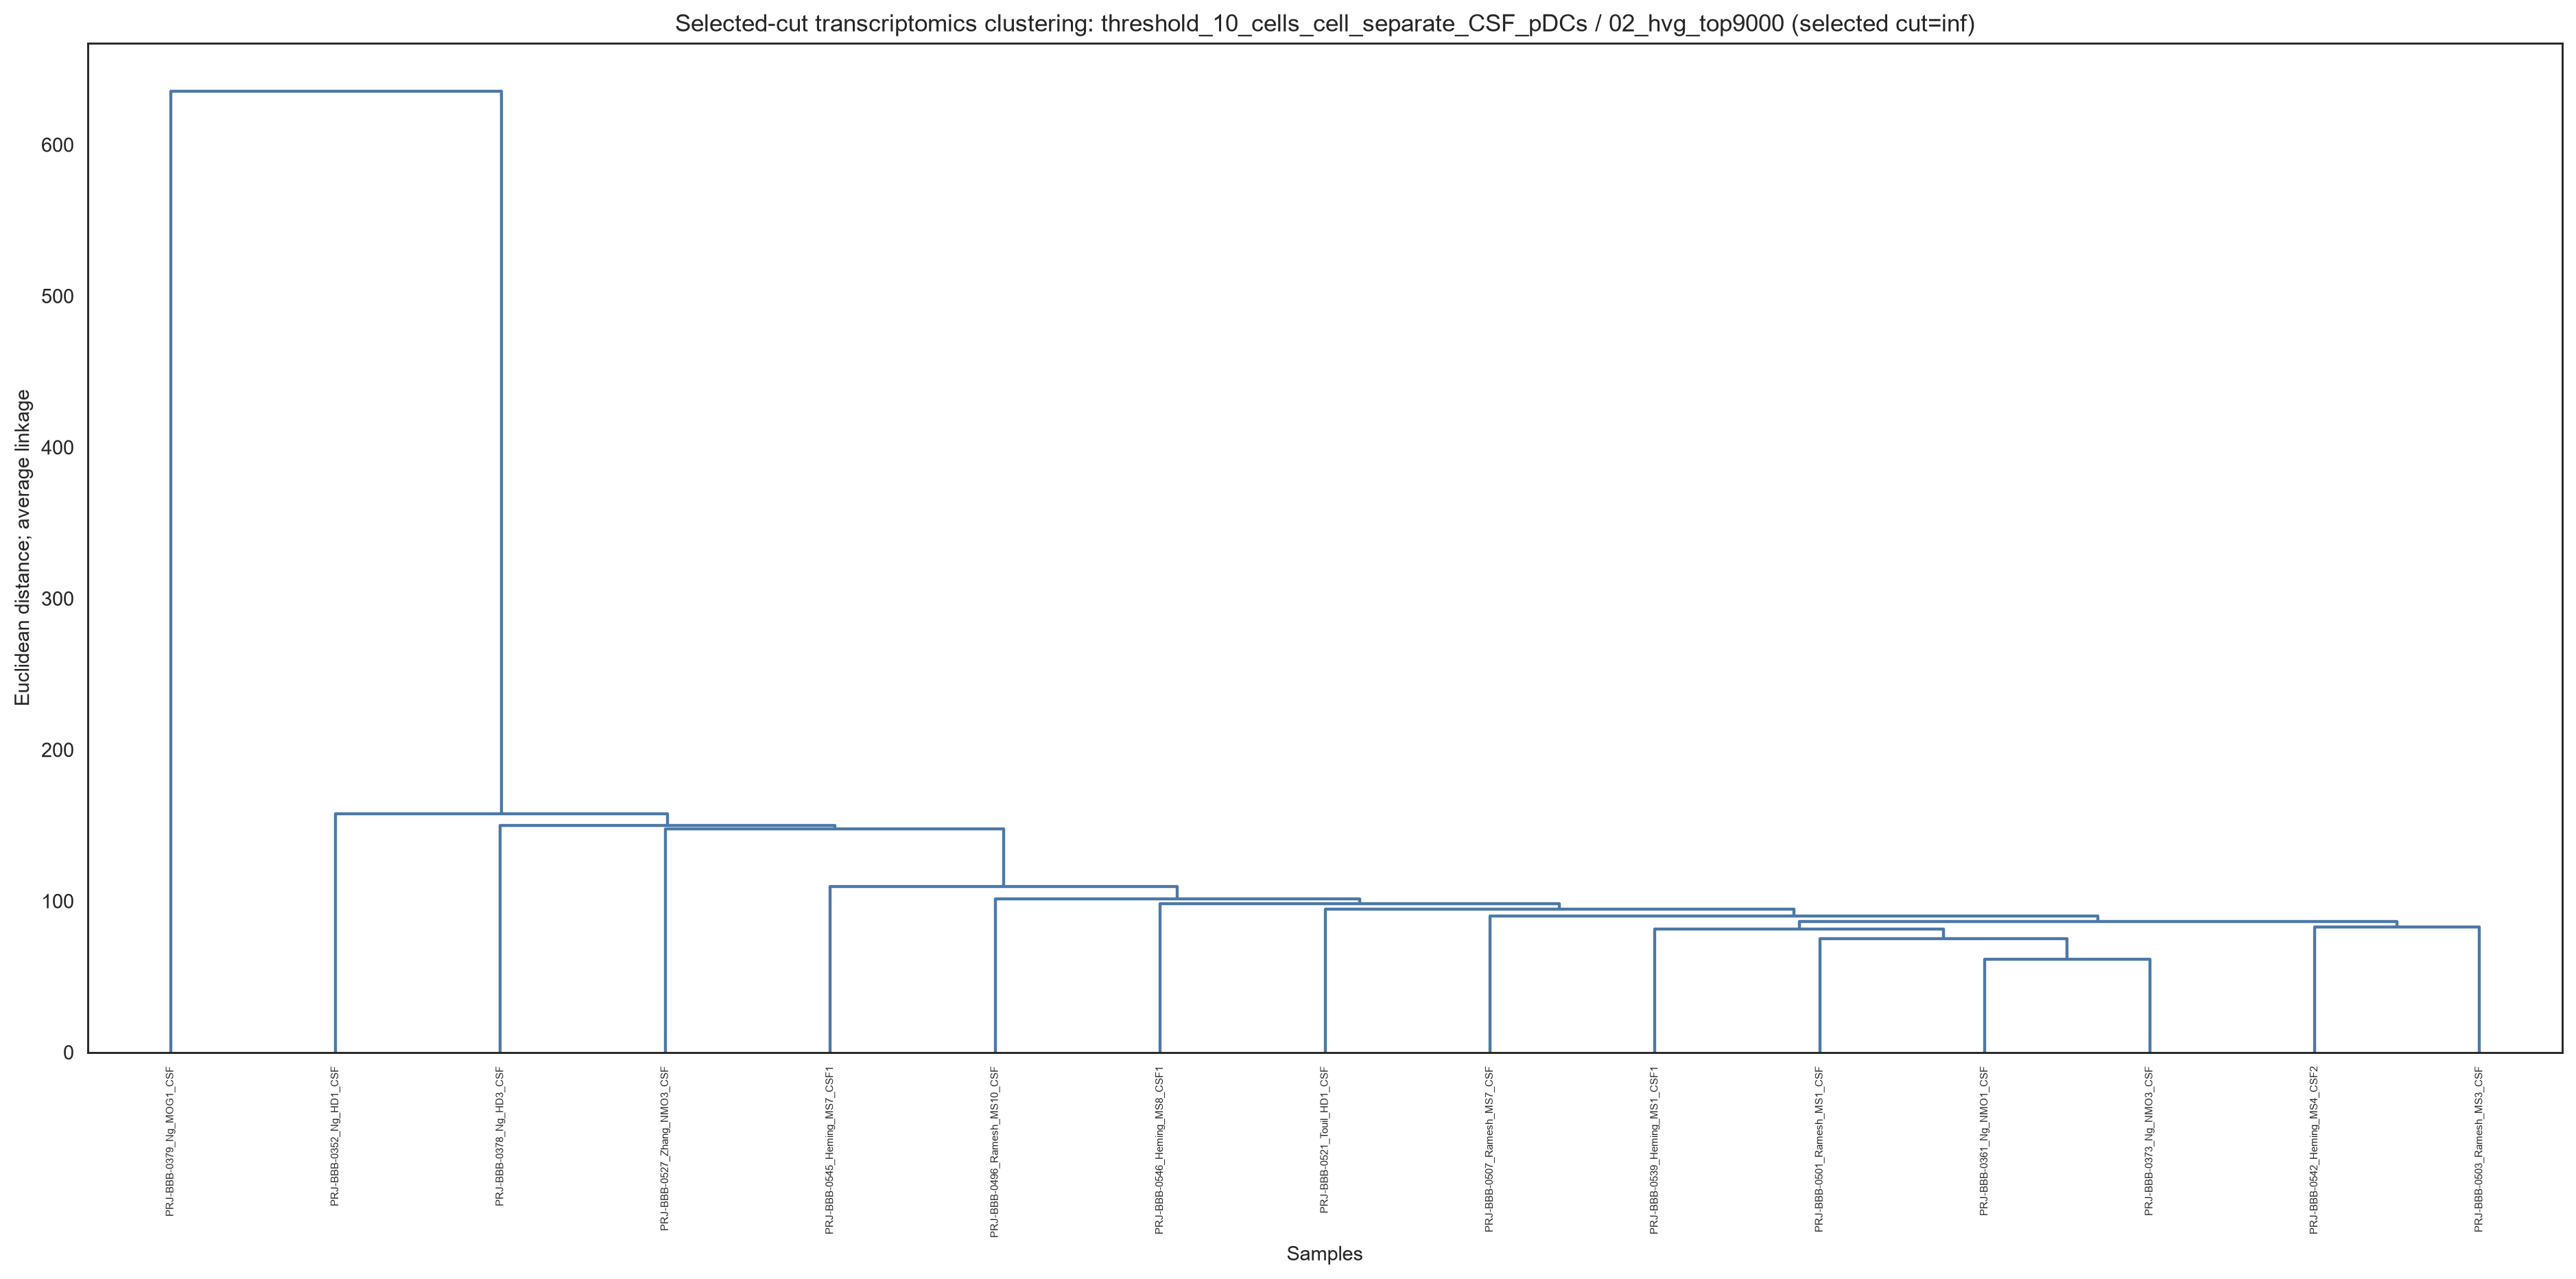 Selected-cut transcriptomics clustering: threshold_10_cells_cell_separate_CSF_pDCs / 02_hvg_top9000 (selected cut=inf)
Euclidean distance; average linkage
600
500
400
300
200
100
0
PRJ-BBB-0379_Ng_MOG1_CSF
PRJ-BBB-0352_Ng_HD1_CSF
PRJ-BBB-0378_Ng_HD3_CSF
PRJ-BBB-0527_Zhang_NMO3_CSF
PRJ-BBB-0545_Heming_MS7_CSF1
PRJ-BBB-0496_Ramesh_MS10_CSF
PRJ-BBB-0546_Heming_MS8_CSF1
PRJ-BBB-0521_Touil_HD1_CSF
PRJ-BBB-0507_Ramesh_MS7_CSF
PRJ-BBB-0539_Heming_MS1_CSF1
PRJ-BBB-0501_Ramesh_MS1_CSF
PRJ-BBB-0361_Ng_NMO1_CSF
PRJ-BBB-0373_Ng_NMO3_CSF
PRJ-BBB-0542_Heming_MS4_CSF2
PRJ-BBB-0503_Ramesh_MS3_CSF
Samples